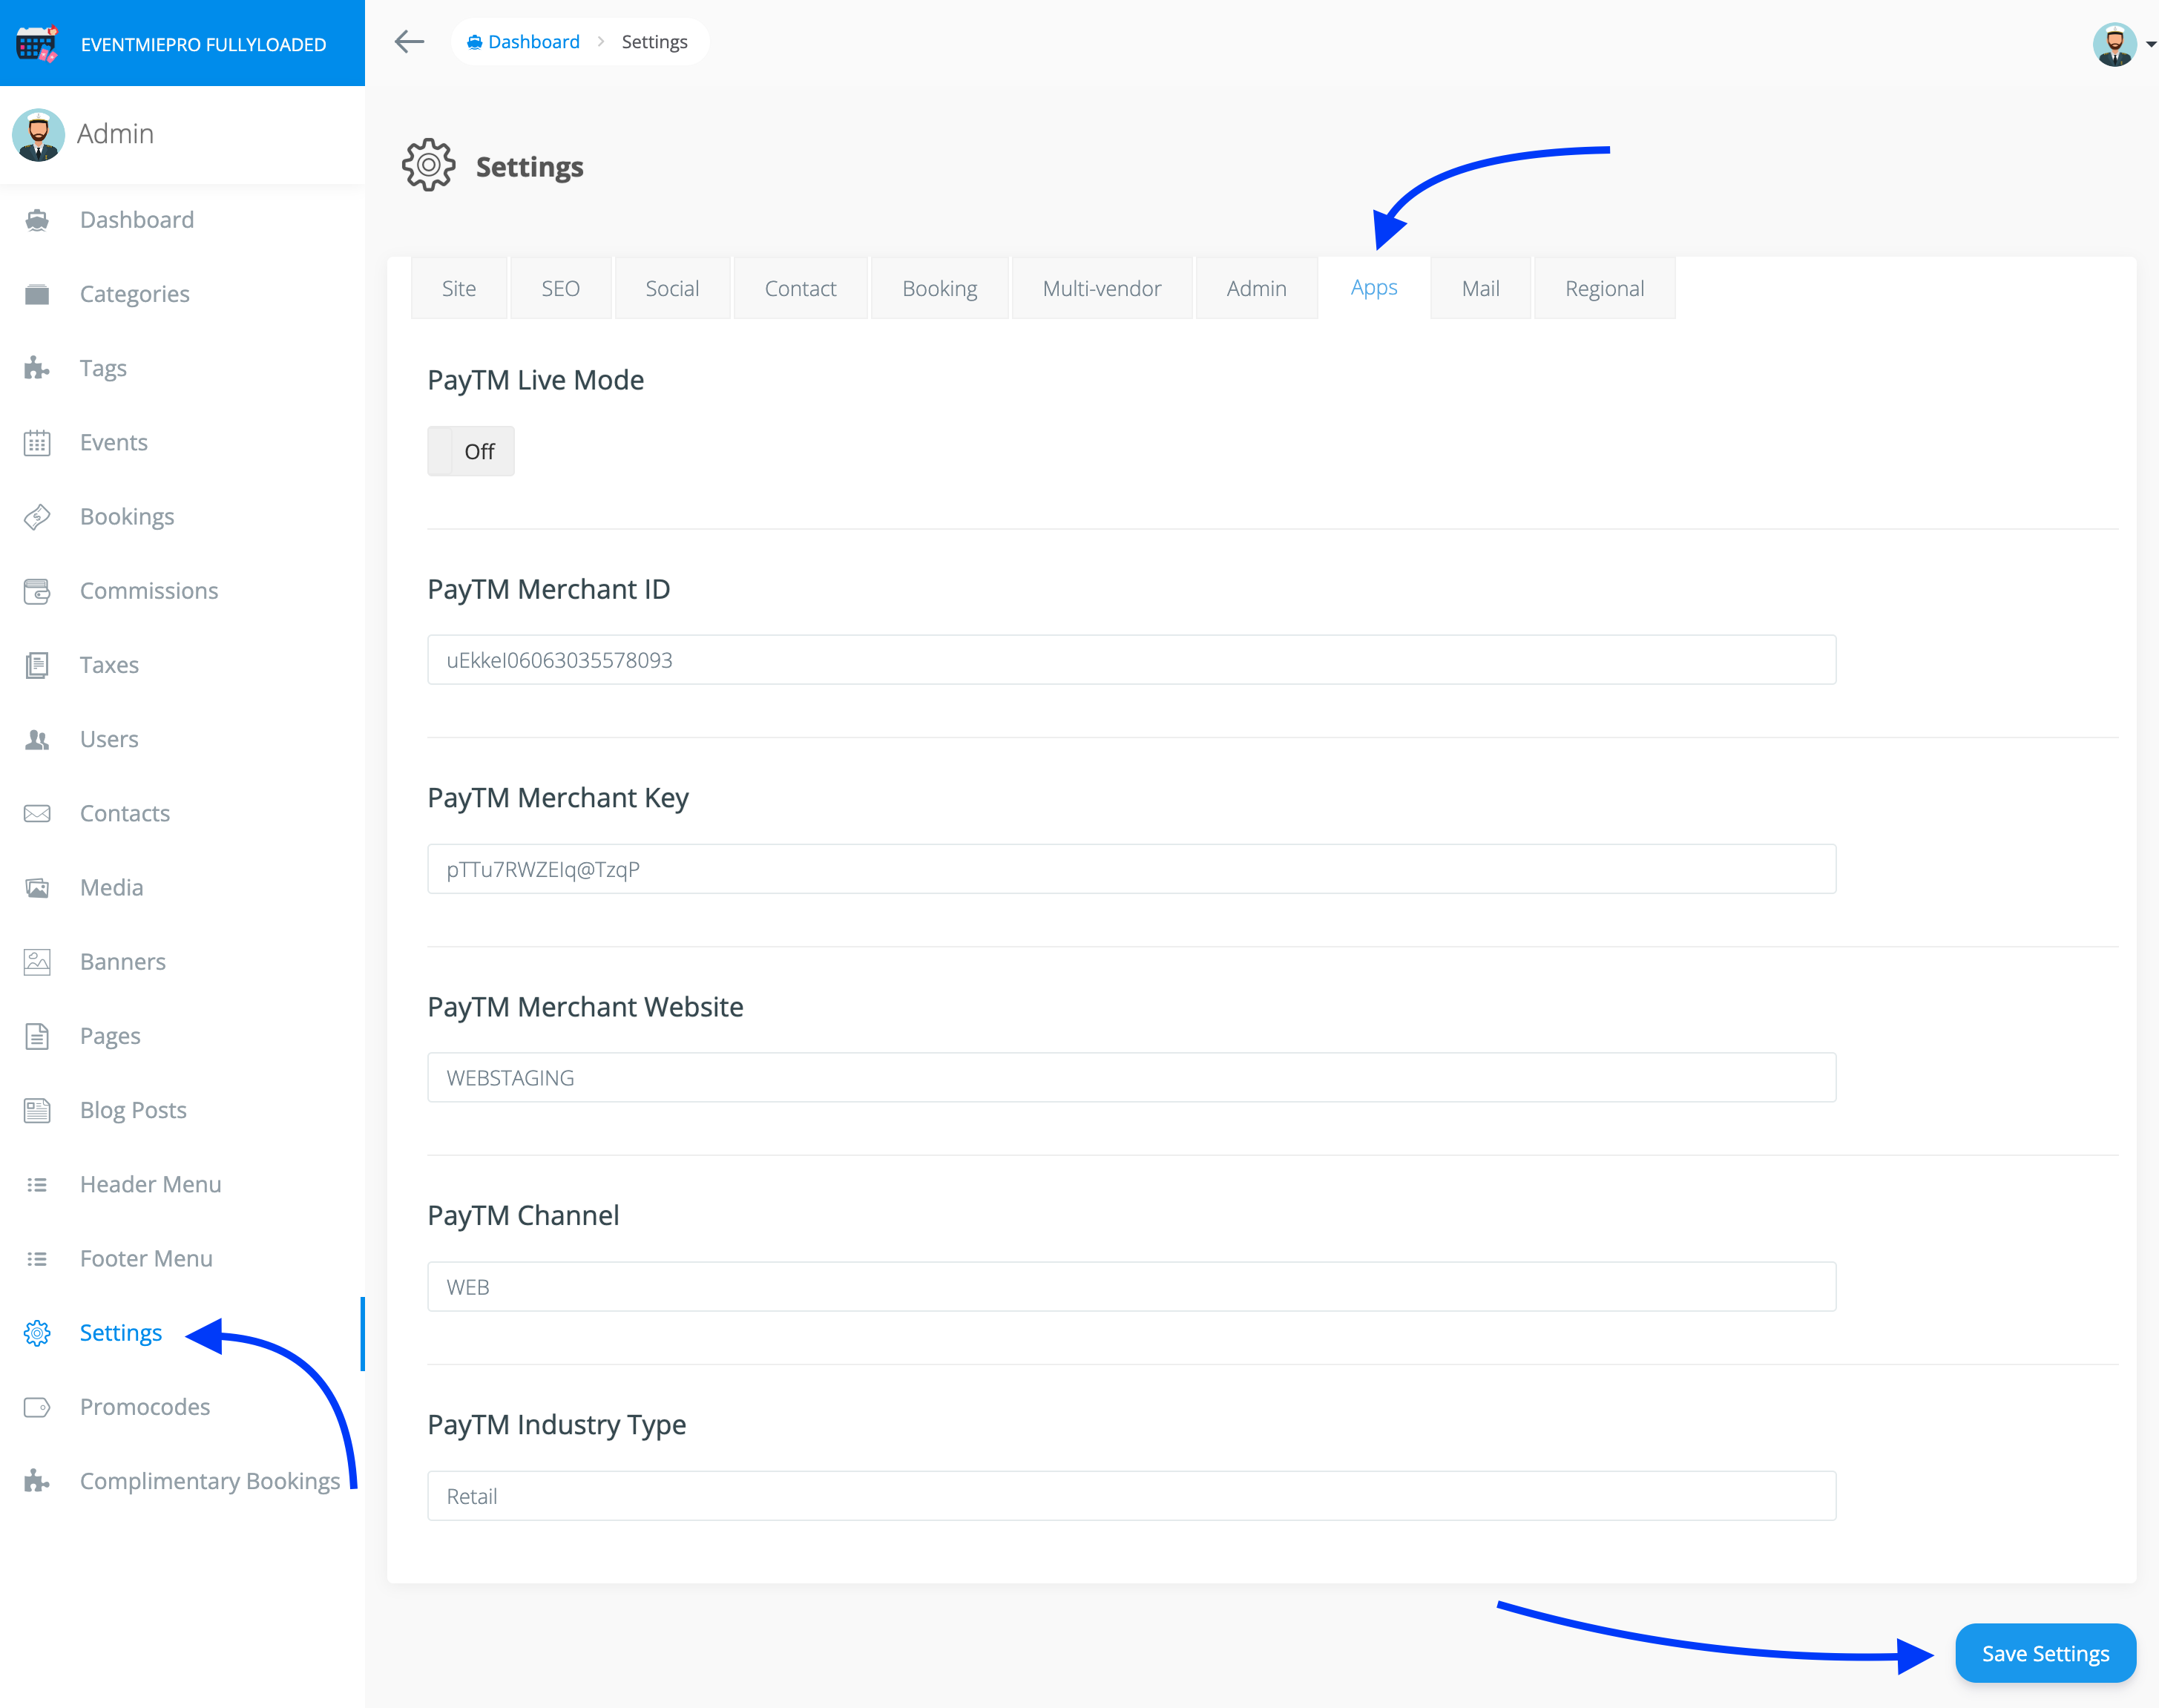 EVENTMIEPRO FULLYLOADED
Dashboard > Settings
Admin
Dashboard
Categories
Tags
Events
Bookings
Commissions
Taxes
Users
Contacts
Media
Banners
Pages
Blog Posts
Header Menu
Footer Menu
Settings
Promocodes
Complimentary Bookings
Settings
Site SEO Social Contact Booking Multi-vendor Admin Apps Mail Regional
PayTM Live Mode
Off
PayTM Merchant ID
uEkkeI06063035578093
PayTM Merchant Key
pTTu7RWZEIq@TzqP
PayTM Merchant Website
WEBSTAGING
PayTM Channel
WEB
PayTM Industry Type
Retail
Save Settings